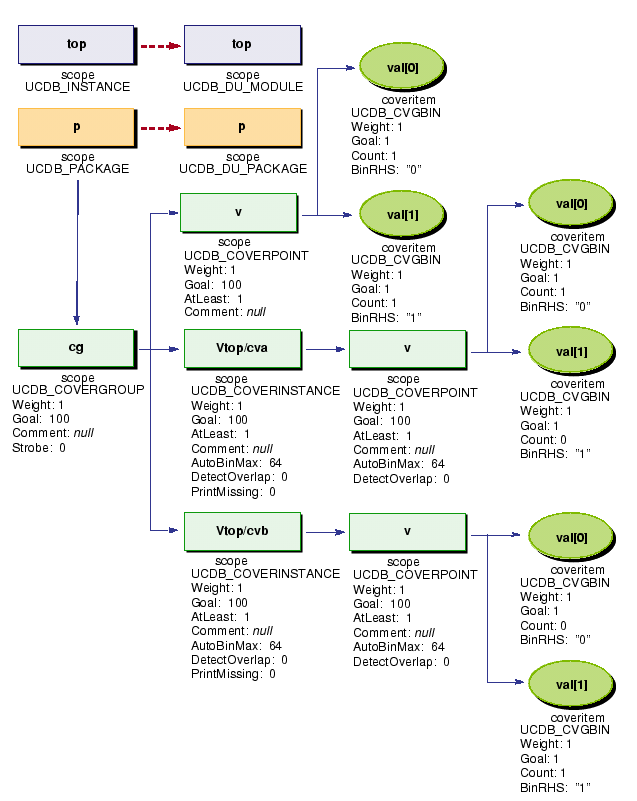 top
scope
UCDB_INSTANCE
top
scope
UCDB_DU_MODULE
val[0]
coveritem
UCDB_CVGBIN
Weight: 1
Goal: 1
Count: 1
BinRHS: "0"
p
scope
UCDB_PACKAGE
p
scope
UCDB_DU_PACKAGE
v
scope
UCDB_COVERPOINT
Weight: 1
Goal: 100
AtLeast: 1
Comment: null
val[1]
coveritem
UCDB_CVGBIN
Weight: 1
Goal: 1
Count: 1
BinRHS: "1"
val[0]
coveritem
UCDB_CVGBIN
Weight: 1
Goal: 1
Count: 1
BinRHS: "0"
cg
scope
UCDB_COVERGROUP
Weight: 1
Goal: 100
Comment: null
Strobe: 0
Vtop/cva
scope
UCDB_COVERINSTANCE
Weight: 1
Goal: 100
AtLeast: 1
Comment: null
AutoBinMax: 64
DetectOverlap: 0
PrintMissing: 0
v
scope
UCDB_COVERPOINT
Weight: 1
Goal: 100
AtLeast: 1
Comment: null
AutoBinMax: 64
DetectOverlap: 0
val[1]
coveritem
UCDB_CVGBIN
Weight: 1
Goal: 1
Count: 0
BinRHS: "1"
Vtop/cvb
scope
UCDB_COVERINSTANCE
Weight: 1
Goal: 100
AtLeast: 1
Comment: null
AutoBinMax: 64
DetectOverlap: 0
PrintMissing: 0
v
scope
UCDB_COVERPOINT
Weight: 1
Goal: 100
AtLeast: 1
Comment: null
AutoBinMax: 64
DetectOverlap: 0
val[0]
coveritem
UCDB_CVGBIN
Weight: 1
Goal: 1
Count: 0
BinRHS: "0"
val[1]
coveritem
UCDB_CVGBIN
Weight: 1
Goal: 1
Count: 1
BinRHS: "1"